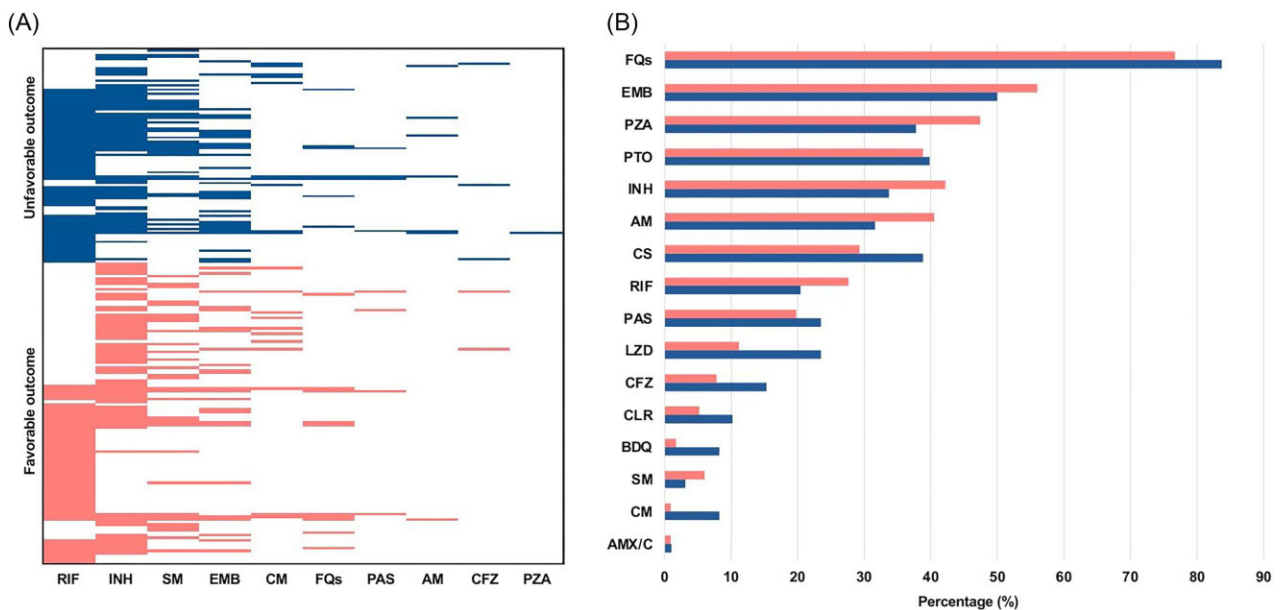 (A)
Unfavorable outcome
Favorable outcome
RIF INH SM EMB CM FQs PAS AM CFZ PZA
(B)
FQs
EMB
PZA
PTO
INH
AM
CS
RIF
PAS
LZD
CFZ
CLR
BDQ
SM
CM
AMX/C
0 10 20 30 40 50 60 70 80 90
Percentage (%)